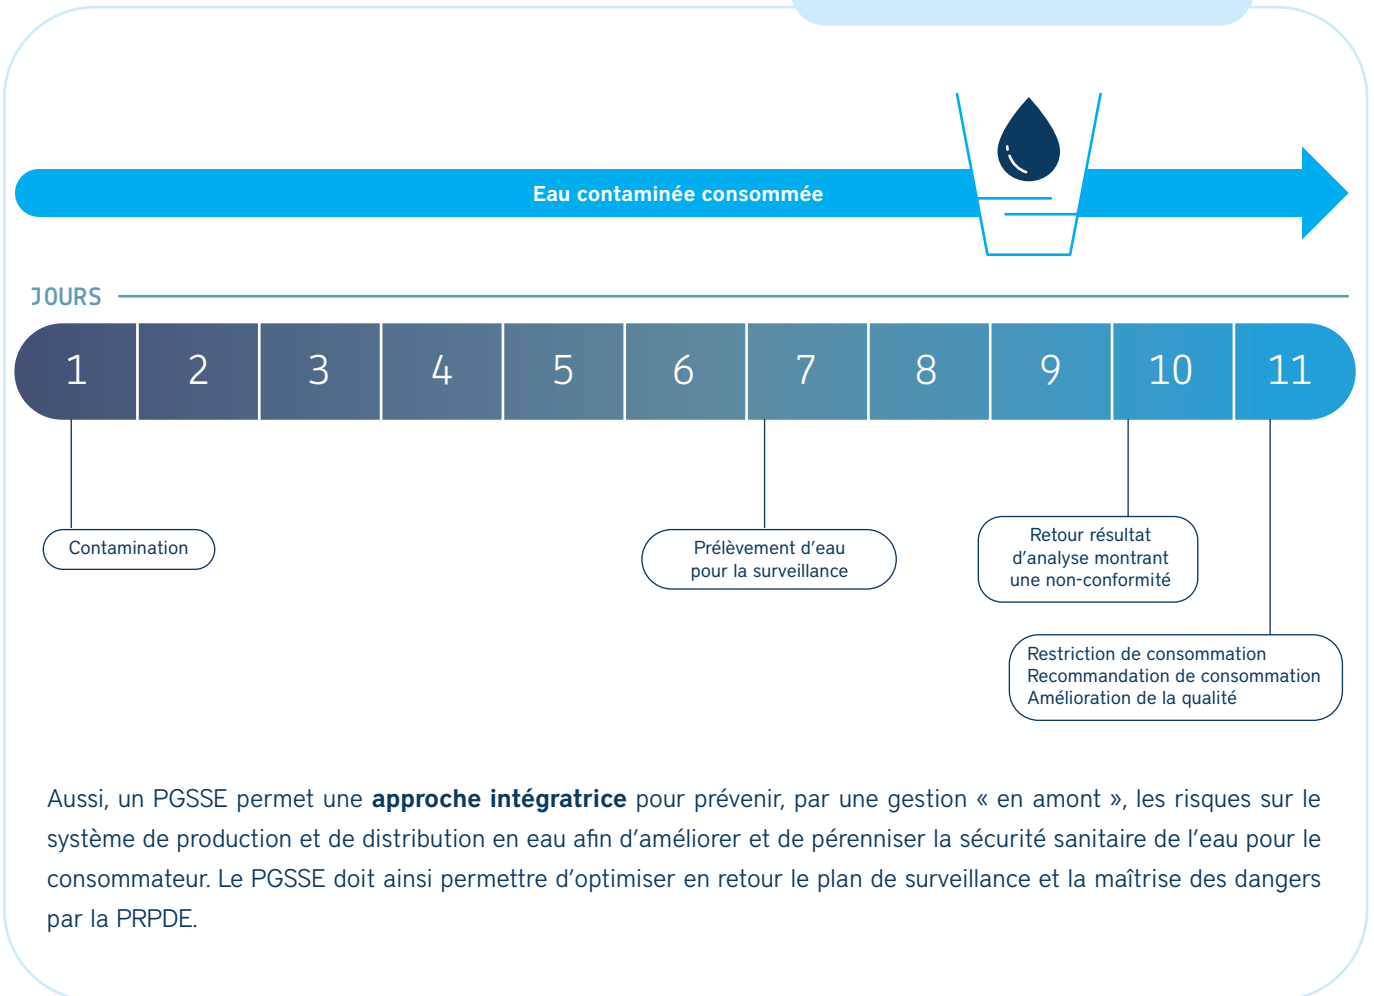 Eau contaminée consommée
JOURS
1 2 3 4 5 6 7 8 9 10 11
Contamination
Prélèvement d’eau
pour la surveillance
Retour résultat
d’analyse montrant
une non-conformité
Restriction de consommation
Recommandation de consommation
Amélioration de la qualité
Aussi, un PGSSE permet une approche intégratrice pour prévenir, par une gestion « en amont », les risques sur le
système de production et de distribution en eau afin d’améliorer et de pérenniser la sécurité sanitaire de l’eau pour le
consommateur. Le PGSSE doit ainsi permettre d’optimiser en retour le plan de surveillance et la maîtrise des dangers
par la PRPDE.